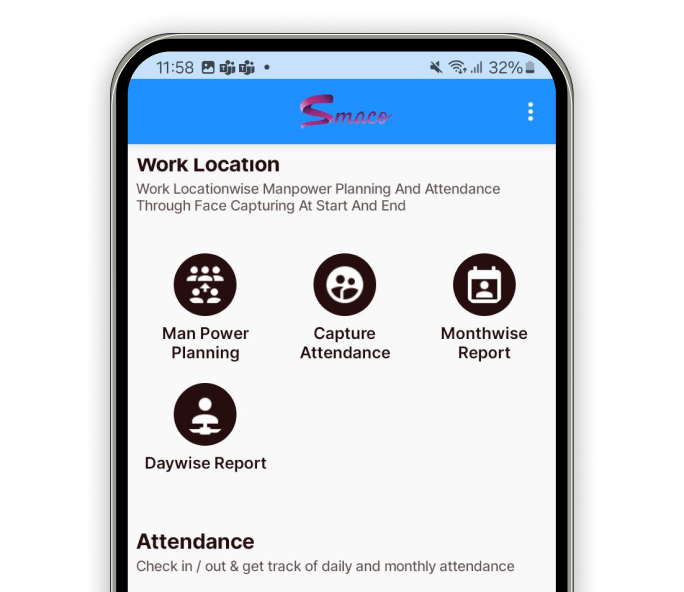 11:58 32%
Smaco
Work Location
Work Locationwise Manpower Planning And Attendance
Through Face Capturing At Start And End
Man Power
Planning
Capture
Attendance
Monthwise
Report
Daywise Report
Attendance
Check in / out & get track of daily and monthly attendance